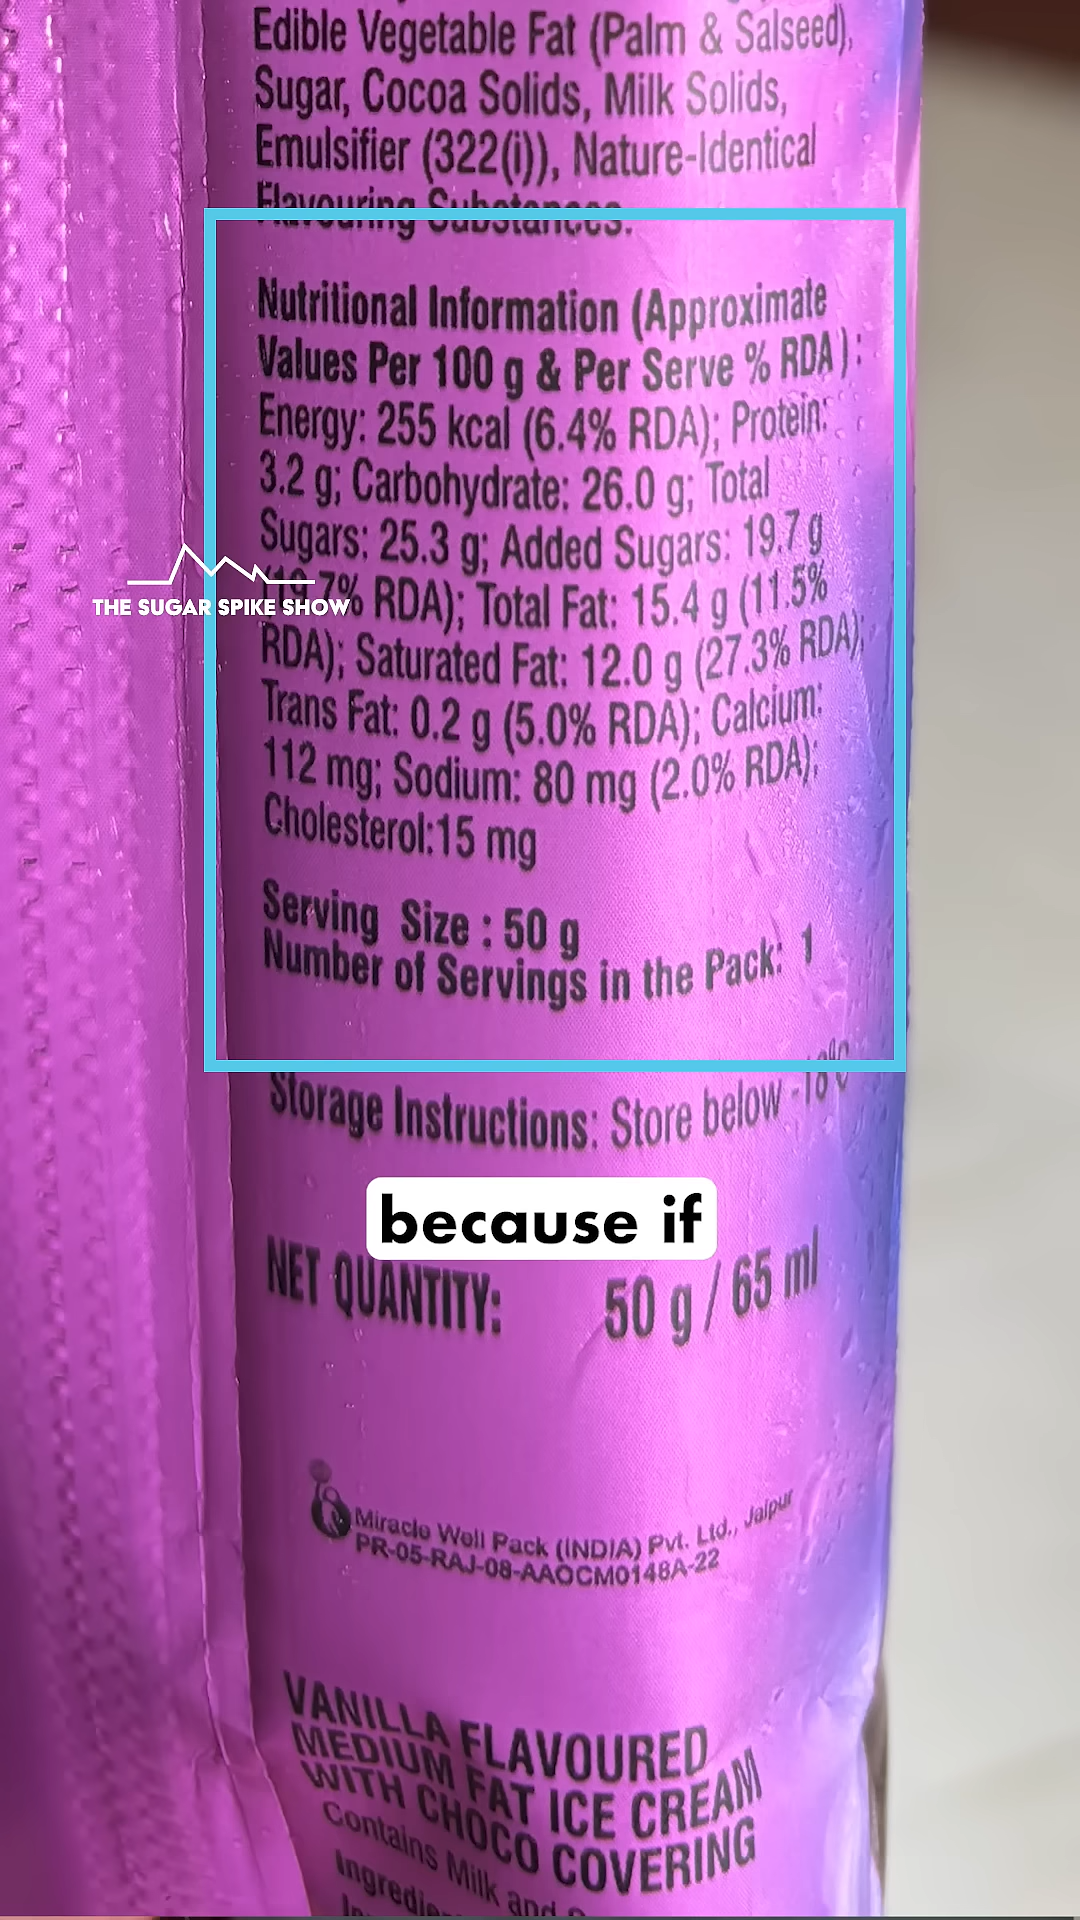 Edible Vegetable Fat (Palm & Salseed),
Sugar, Cocoa Solids, Milk Solids,
Emulsifier (322(i)), Nature-Identical
Flavouring Substances.
Nutritional Information (Approximate
Values Per 100 g & Per Serve % RDA):
Energy: 255 kcal (6.4% RDA); Protein:
3.2 g; Carbohydrate: 26.0 g; Total
Sugars: 25.3 g; Added Sugars: 19.7 g
(19.7% RDA); Total Fat: 15.4 g (11.5%
THE SUGAR SPIKE SHOW
RDA); Saturated Fat: 12.0 g (27.3% RDA);
Trans Fat: 0.2 g (5.0% RDA); Calcium:
112 mg; Sodium: 80 mg (2.0% RDA);
Cholesterol:15 mg
Serving Size : 50 g
Number of Servings in the Pack: 1
Storage Instructions: Store below -18°C
because if
NET QUANTITY: 50 g / 65 ml
Miracle Well Pack (INDIA) Pvt. Ltd., Jaipur
PR-05-RAJ-08-AAOCM0148A-22
VANILLA FLAVOURED
MEDIUM FAT ICE CREAM
WITH CHOCO COVERING
Contains Milk and